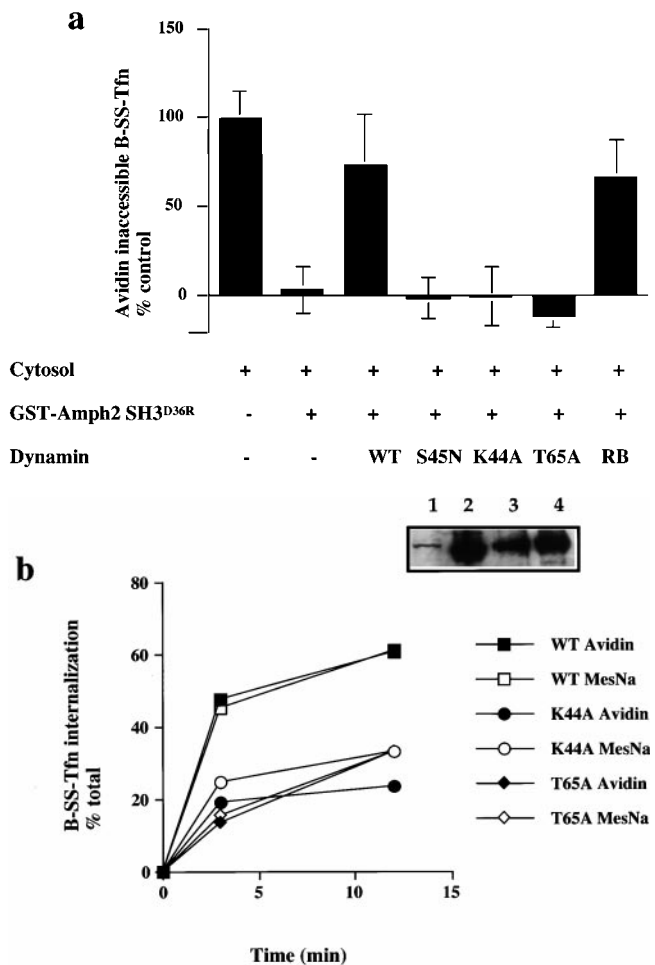 a
Avidin inaccessible B-SS-Tfn
% control
150
100
50
0
Cytosol + + + + + + +
GST-Amph2 SH3D36R - + + + + + +
Dynamin - - WT S45N K44A T65A RB
1 2 3 4
b
B-SS-Tfn internalization
% total
80
60
40
20
0
0 5 10 15
Time (min)
WT Avidin
WT MesNa
K44A Avidin
K44A MesNa
T65A Avidin
T65A MesNa